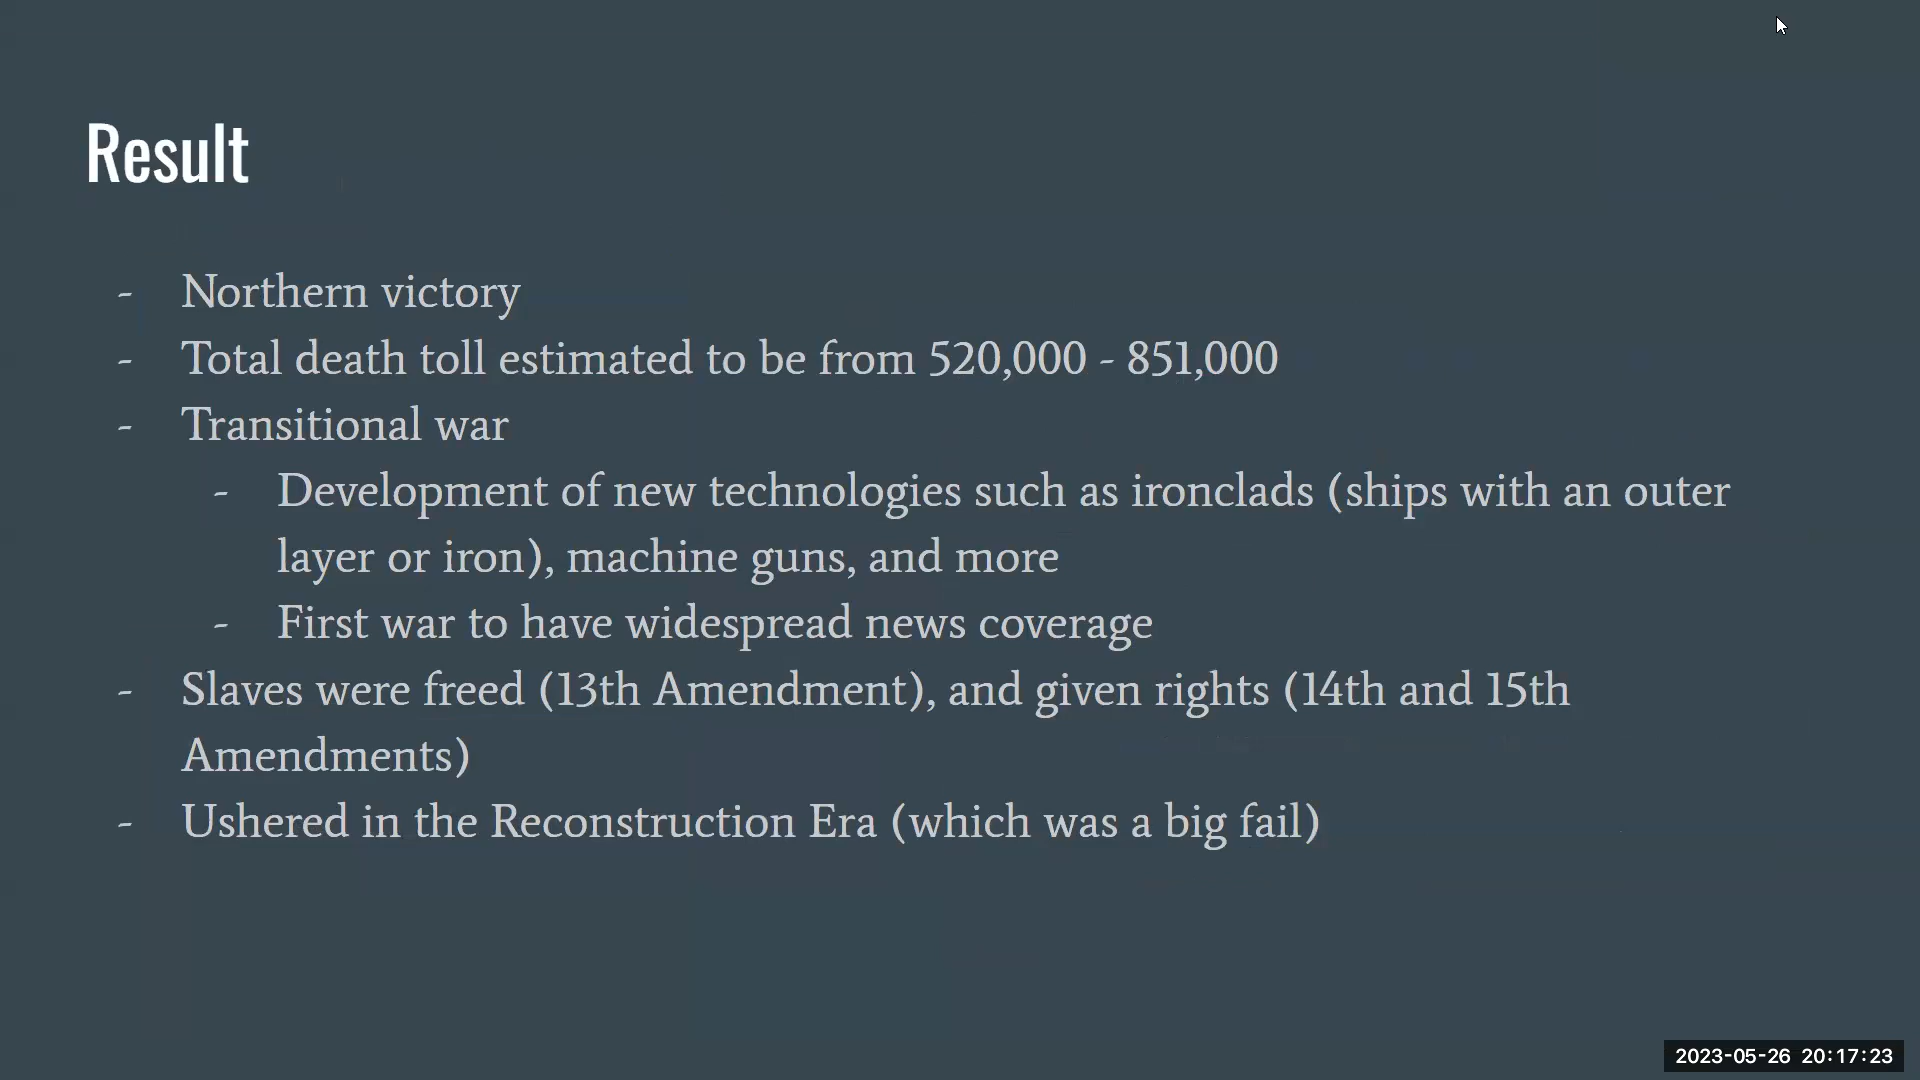 Result
- Northern victory
- Total death toll estimated to be from 520,000 - 851,000
- Transitional war
- Development of new technologies such as ironclads (ships with an outer
layer or iron), machine guns, and more
- First war to have widespread news coverage
- Slaves were freed (13th Amendment), and given rights (14th and 15th
Amendments)
- Ushered in the Reconstruction Era (which was a big fail)
2023-05-26 20:17:23